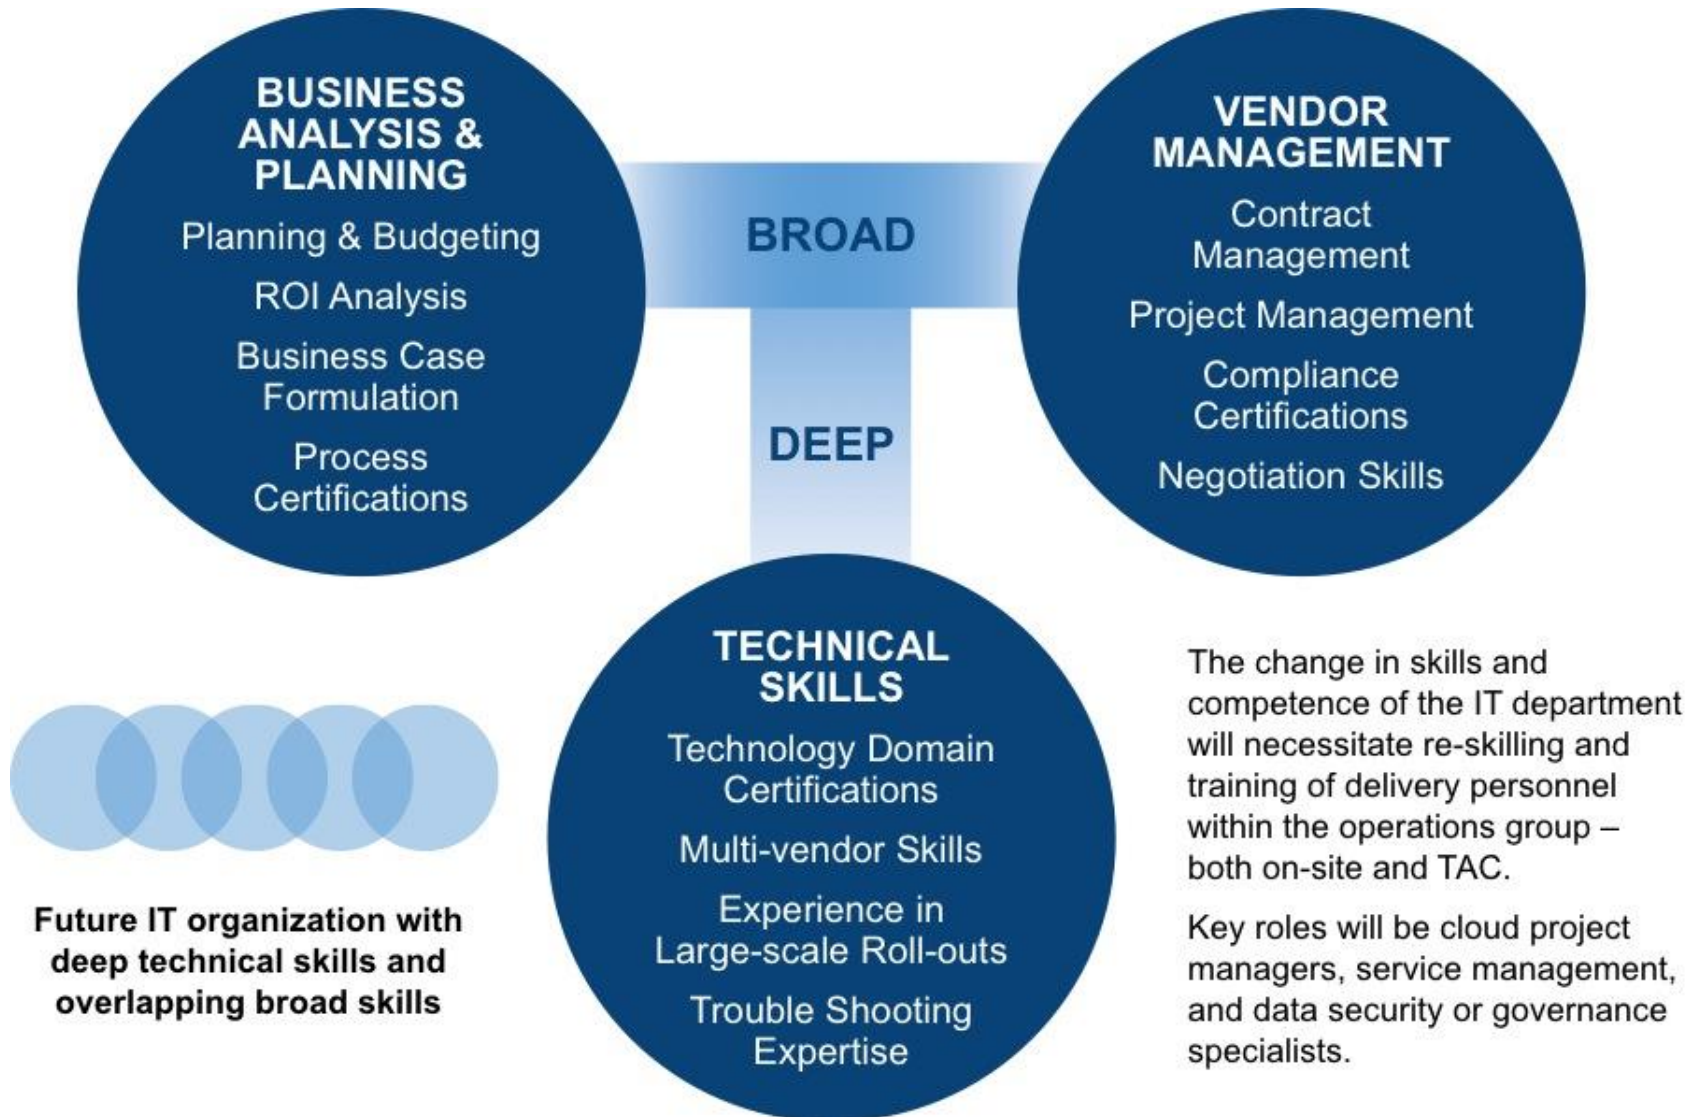 BUSINESS
ANALYSIS &
PLANNING
Planning & Budgeting
ROI Analysis
Business Case
Formulation
Process
Certifications
BROAD
DEEP
VENDOR
MANAGEMENT
Contract
Management
Project Management
Compliance
Certifications
Negotiation Skills
TECHNICAL
SKILLS
Technology Domain
Certifications
Multi-vendor Skills
Experience in
Large-scale Roll-outs
Trouble Shooting
Expertise
Future IT organization with
deep technical skills and
overlapping broad skills
The change in skills and
competence of the IT department
will necessitate re-skilling and
training of delivery personnel
within the operations group –
both on-site and TAC.
Key roles will be cloud project
managers, service management,
and data security or governance
specialists.